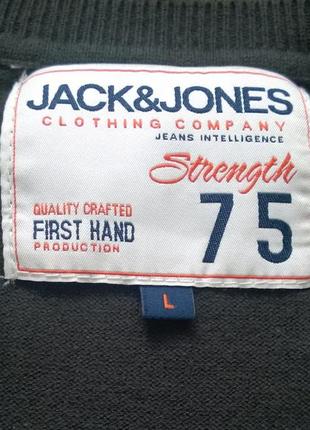 JACK&JONES
CLOTHING COMPANY
JEANS INTELLIGENCE
Strength
QUALITY CRAFTED
FIRST HAND
PRODUCTION
75
L